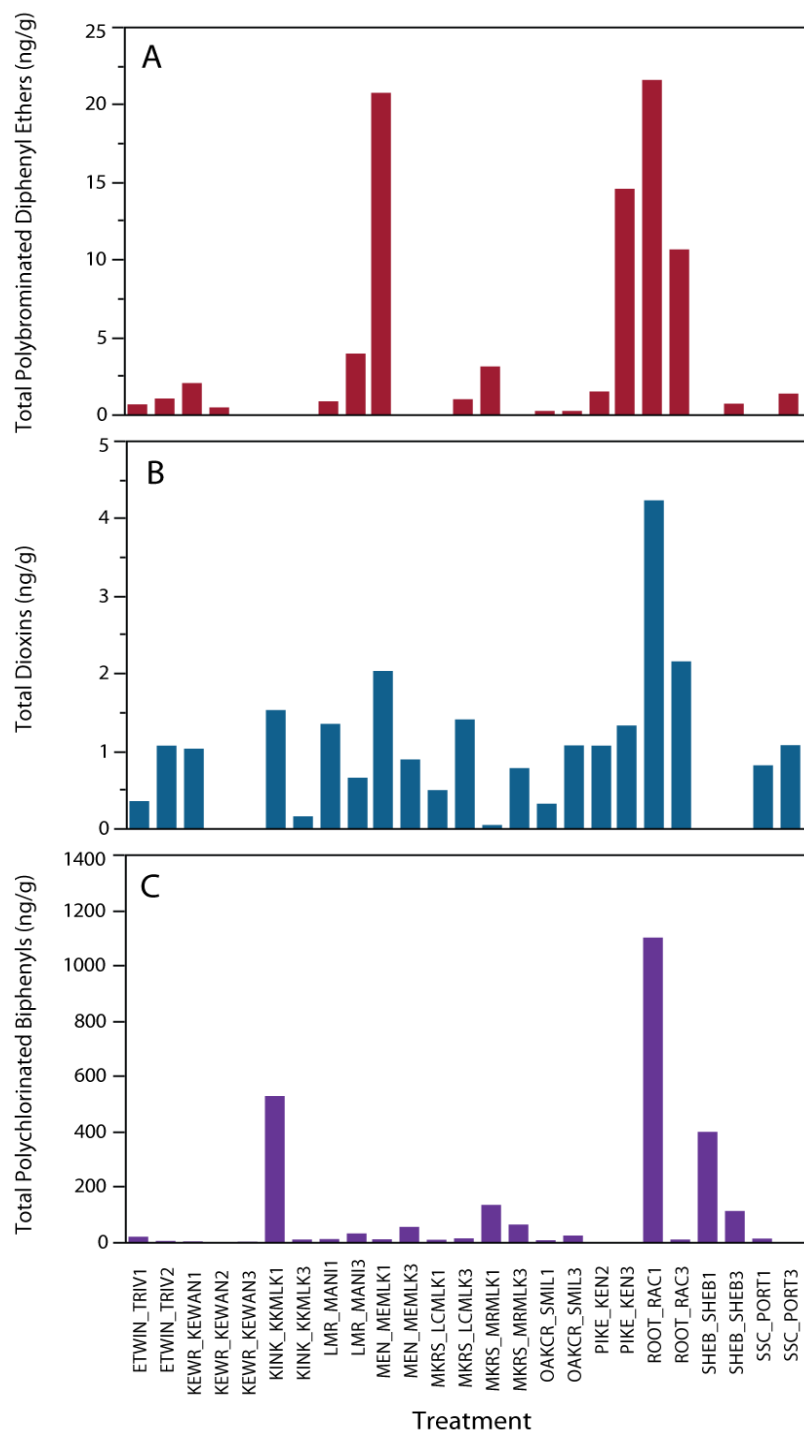 A
Total Polybrominated Diphenyl Ethers (ng/g)
25
20
15
10
5
0
B
Total Dioxins (ng/g)
5
4
3
2
1
0
C
Total Polychlorinated Biphenyls (ng/g)
1400
1200
1000
800
600
400
200
0
ETWIN_TRIV1
ETWIN_TRIV2
KEWR_KEWAN1
KEWR_KEWAN2
KEWR_KEWAN3
KINK_KKMLK1
KINK_KKMLK3
LMR_MANI1
LMR_MANI3
MEN_MEMLK1
MEN_MEMLK3
MKRS_LCMLK1
MKRS_LCMLK3
MKRS_MRMLK1
MKRS_MRMLK3
OAKCR_SMIL1
OAKCR_SMIL3
PIKE_KEN2
PIKE_KEN3
ROOT_RAC1
ROOT_RAC3
SHEB_SHEB1
SHEB_SHEB3
SSC_PORT1
SSC_PORT3
Treatment